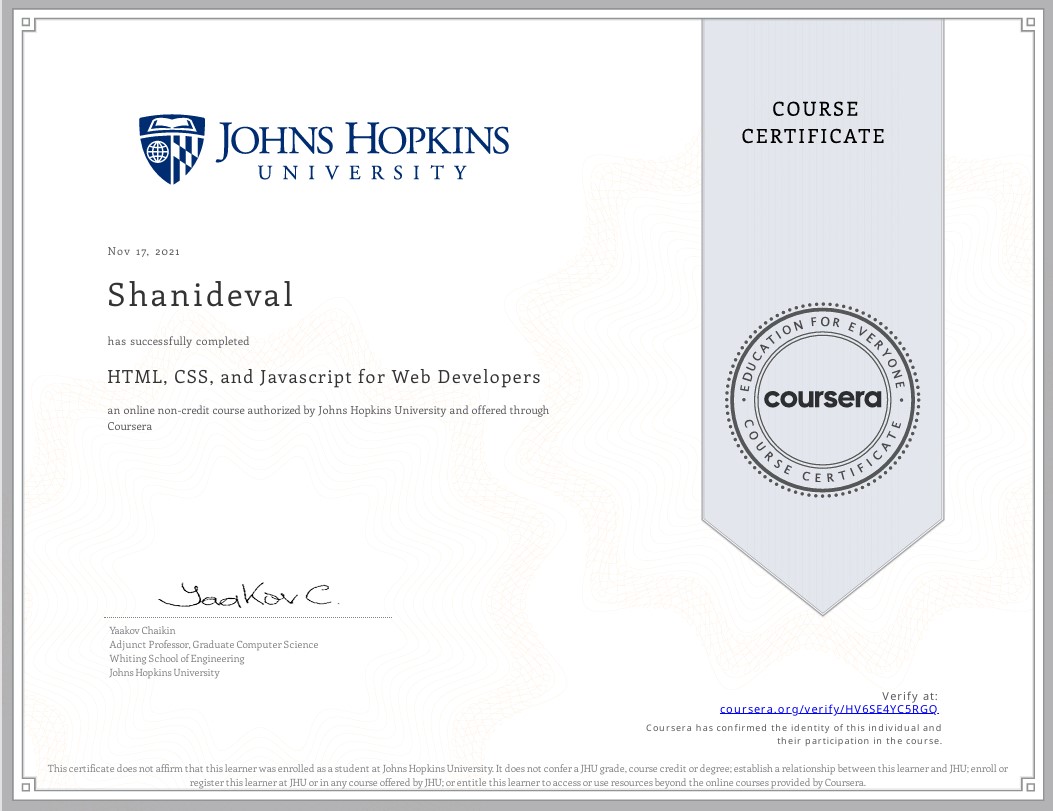 JOHNS HOPKINS
UNIVERSITY
COURSE
CERTIFICATE
Nov 17, 2021
Shanideval
has successfully completed
HTML, CSS, and Javascript for Web Developers
an online non-credit course authorized by Johns Hopkins University and offered through
Coursera
EDUCATION FOR EVERYONE
coursera
COURSE CERTIFICATE
Yaakov C.
Yaakov Chaikin
Adjunct Professor, Graduate Computer Science
Whiting School of Engineering
Johns Hopkins University
Verify at:
coursera.org/verify/HV6SE4YC5RGQ
Coursera has confirmed the identity of this individual and
their participation in the course.
This certificate does not affirm that this learner was enrolled as a student at Johns Hopkins University. It does not confer a JHU grade, course credit or degree; establish a relationship between this learner and JHU; enroll or
register this learner at JHU or in any course offered by JHU; or entitle this learner to access or use resources beyond the online courses provided by Coursera.